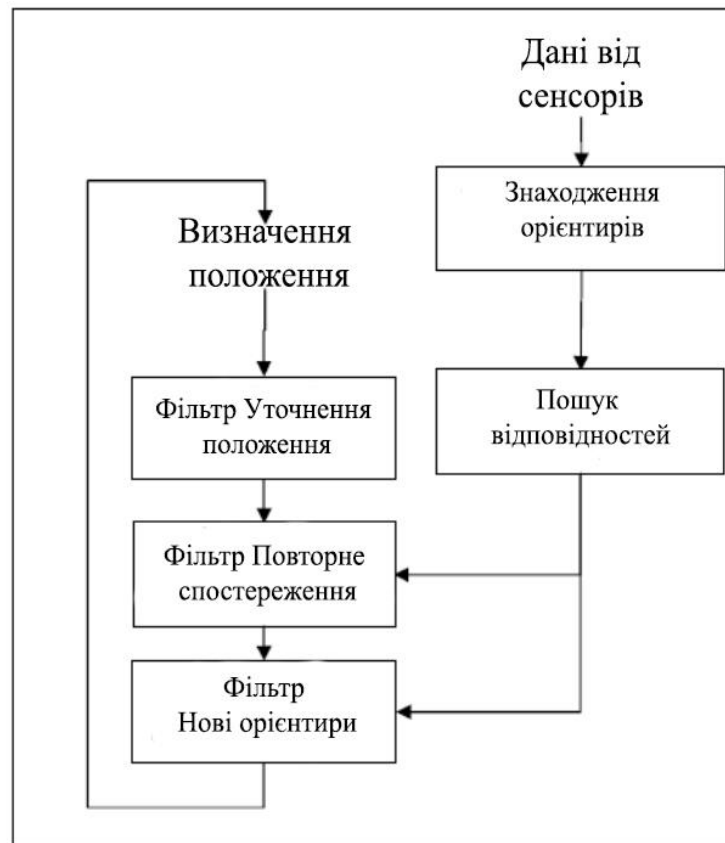 Дані від
сенсорів
Знаходження
орієнтирів
Визначення
положення
Пошук
відповідностей
Фільтр Уточнення
положення
Фільтр Повторне
спостереження
Фільтр
Нові орієнтири